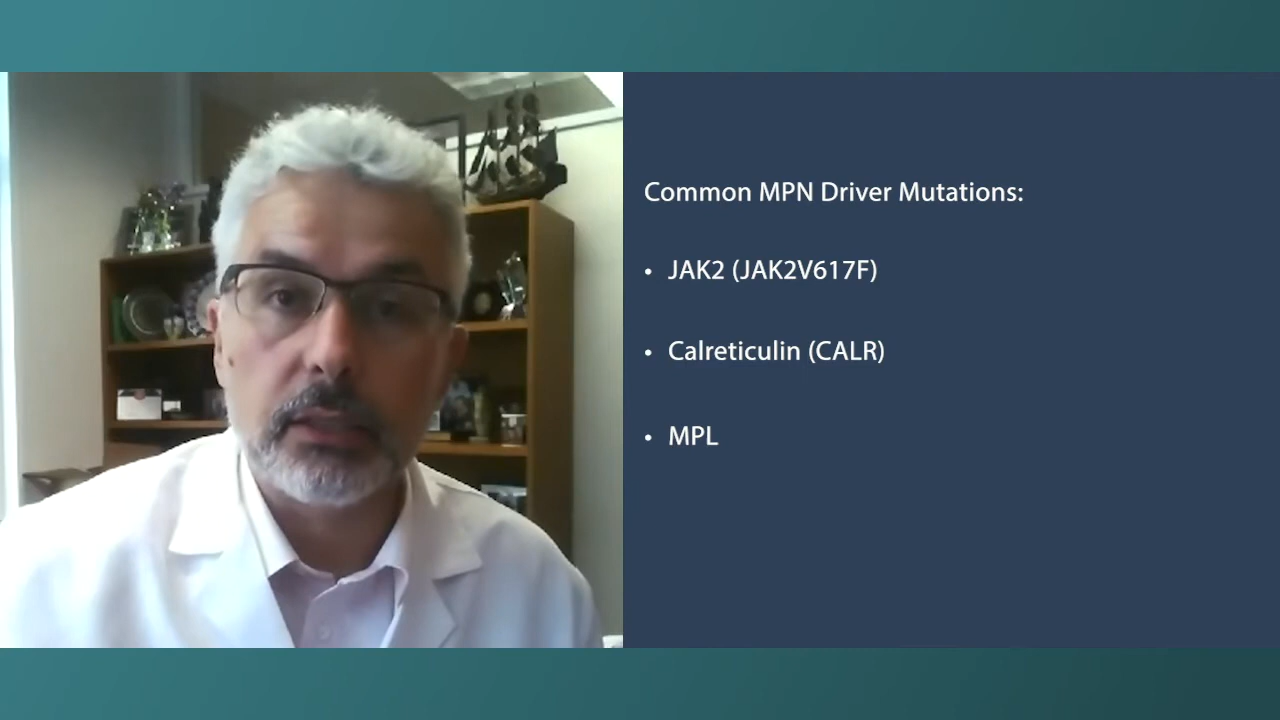 Common MPN Driver Mutations:
• JAK2 (JAK2V617F)
• Calreticulin (CALR)
• MPL